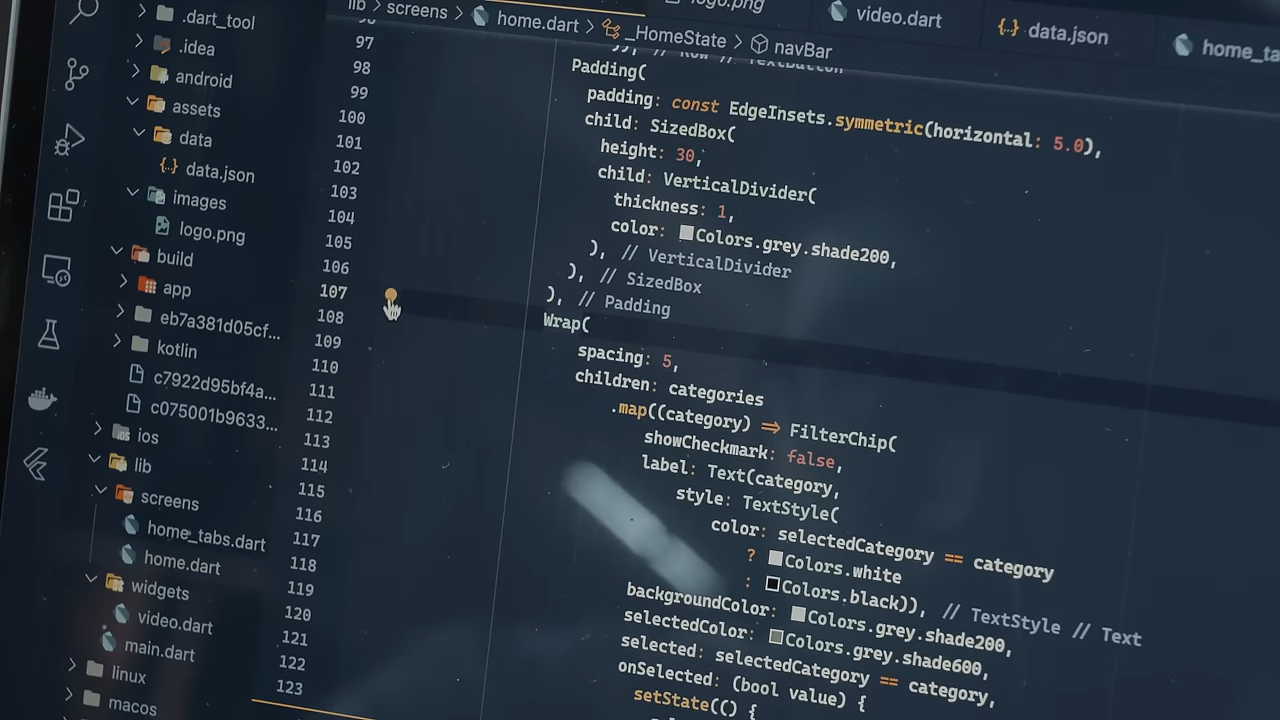 lib > screens > home.dart > _HomeState > navBar
logo.png
video.dart
{..} data.json
.dart_tool
.idea
android
assets
data
{..} data.json
images
logo.png
build
app
eb7a381d05cf...
kotlin
c7922d95bf4a...
c075001b9633...
ios
lib
screens
home_tabs.dart
home.dart
widgets
video.dart
main.dart
linux
macos
97
98
99
100
101
102
103
104
105
106
107
108
109
110
111
112
113
114
115
116
117
118
119
120
121
122
123
)), // Row // TextButton
Padding(
padding: const EdgeInsets.symmetric(horizontal: 5.0),
child: SizedBox(
height: 30,
child: VerticalDivider(
thickness: 1,
color: Colors.grey.shade200,
), // VerticalDivider
), // SizedBox
), // Padding
Wrap(
spacing: 5,
children: categories
.map((category) => FilterChip(
showCheckmark: false,
label: Text(category,
style: TextStyle(
color: selectedCategory == category
? Colors.white
: Colors.black)), // TextStyle // Text
backgroundColor: Colors.grey.shade200,
selectedColor: Colors.grey.shade600,
selected: selectedCategory == category,
onSelected: (bool value) {
setState(() {